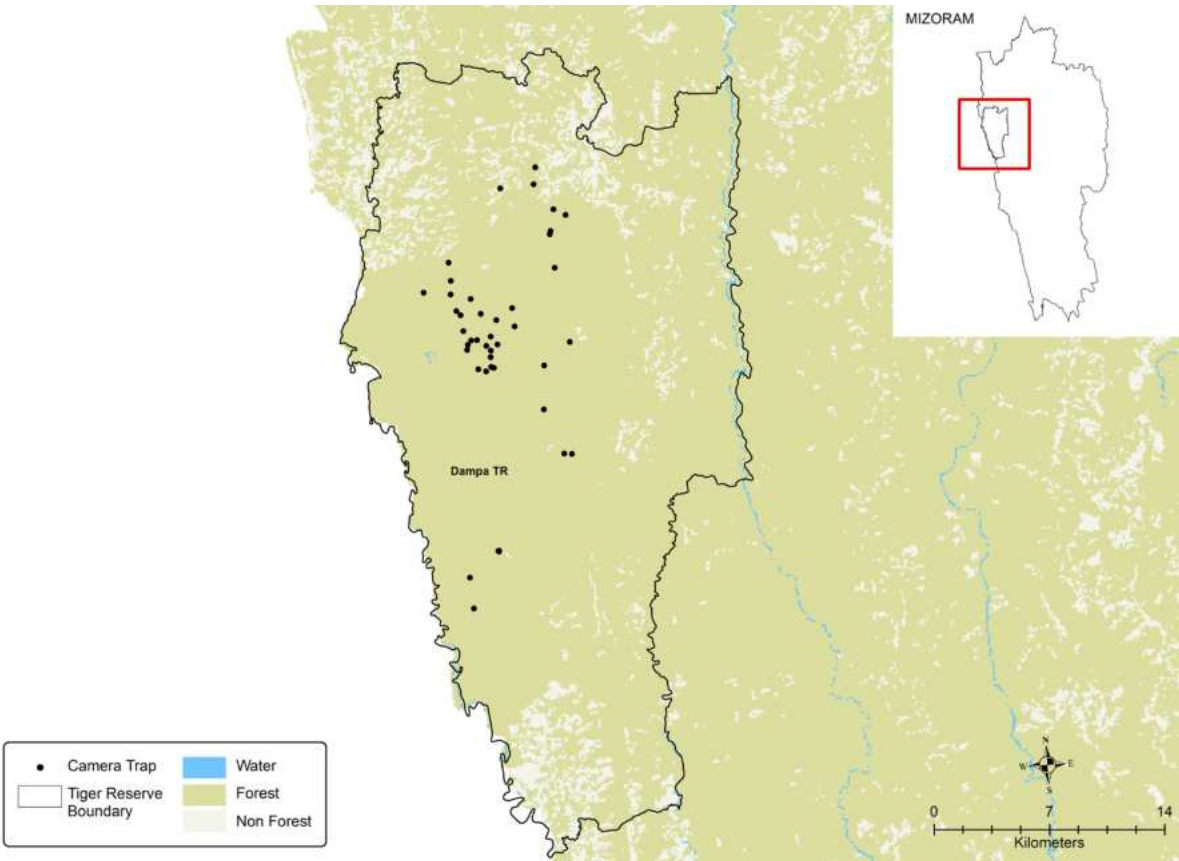 MIZORAM
Dampa TR
Camera Trap
Tiger Reserve
Boundary
Water
Forest
Non Forest
N
W E
S
0 7 14
Kilometers